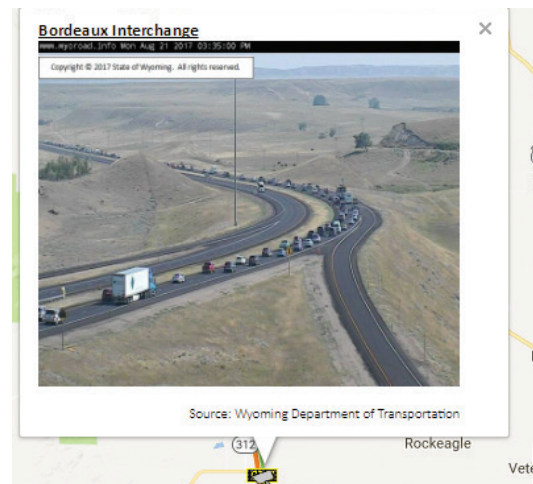 Bordeaux Interchange
www.wyoroad.info Mon Aug 21 2017 03:35:00 PM
Copyright © 2017 State of Wyoming. All rights reserved.
Source: Wyoming Department of Transportation
312
Rockeagle
Vete